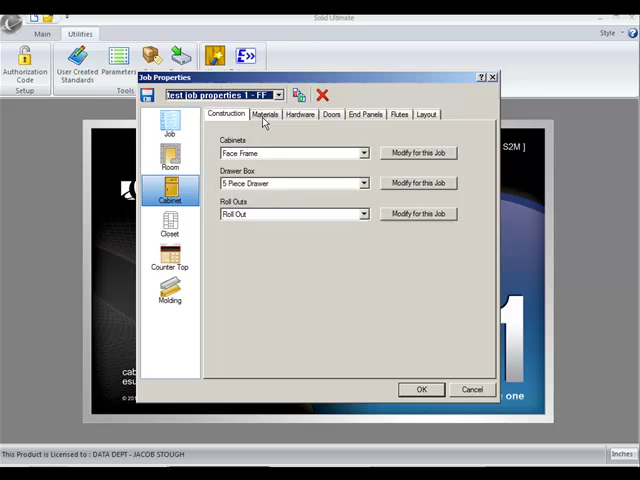 Solid Ultimate
Main
Utilities
Style
Authorization
Code
User Created
Standards
Parameters
Setup
Tools
Job Properties
test job properties 1 - FF
Construction
Materials
Hardware
Doors
End Panels
Flutes
Layout
Job
Room
Cabinet
Closet
Counter Top
Molding
Cabinets
Face Frame
Modify for this Job
Drawer Box
5 Piece Drawer
Modify for this Job
Roll Outs
Roll Out
Modify for this Job
OK
Cancel
S2M ]
1
one
This Product is Licensed to : DATA DEPT - JACOB STOUGH
Inches